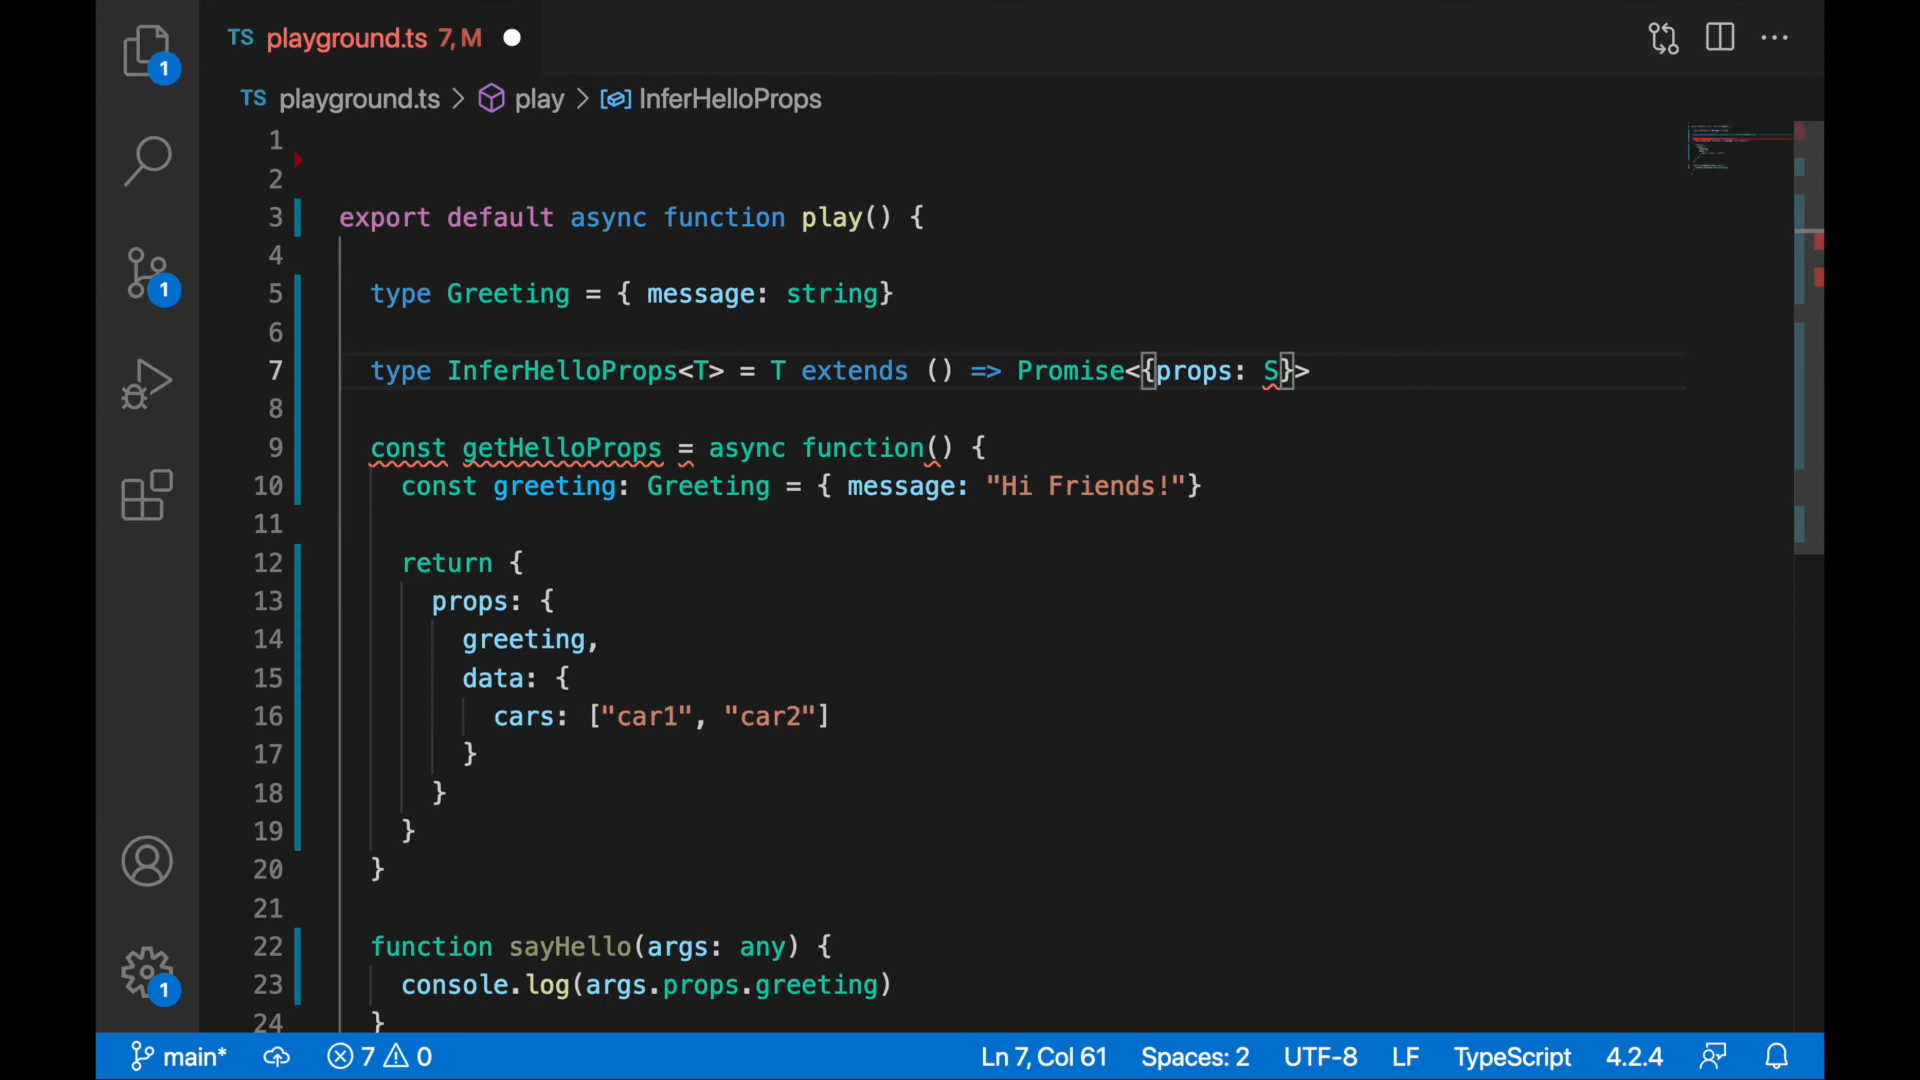 TS playground.ts 7, M
TS playground.ts > play > InferHelloProps
1
2
3 export default async function play() {
4
5 type Greeting = { message: string}
6
7 type InferHelloProps<T> = T extends () => Promise<{props: S}>
8
9 const getHelloProps = async function() {
10 const greeting: Greeting = { message: "Hi Friends!"}
11
12 return {
13 props: {
14 greeting,
15 data: {
16 cars: ["car1", "car2"]
17 }
18 }
19 }
20 }
21
22 function sayHello(args: any) {
23 console.log(args.props.greeting)
24 }
1
1
1
main* 7 0 Ln 7, Col 61 Spaces: 2 UTF-8 LF TypeScript 4.2.4